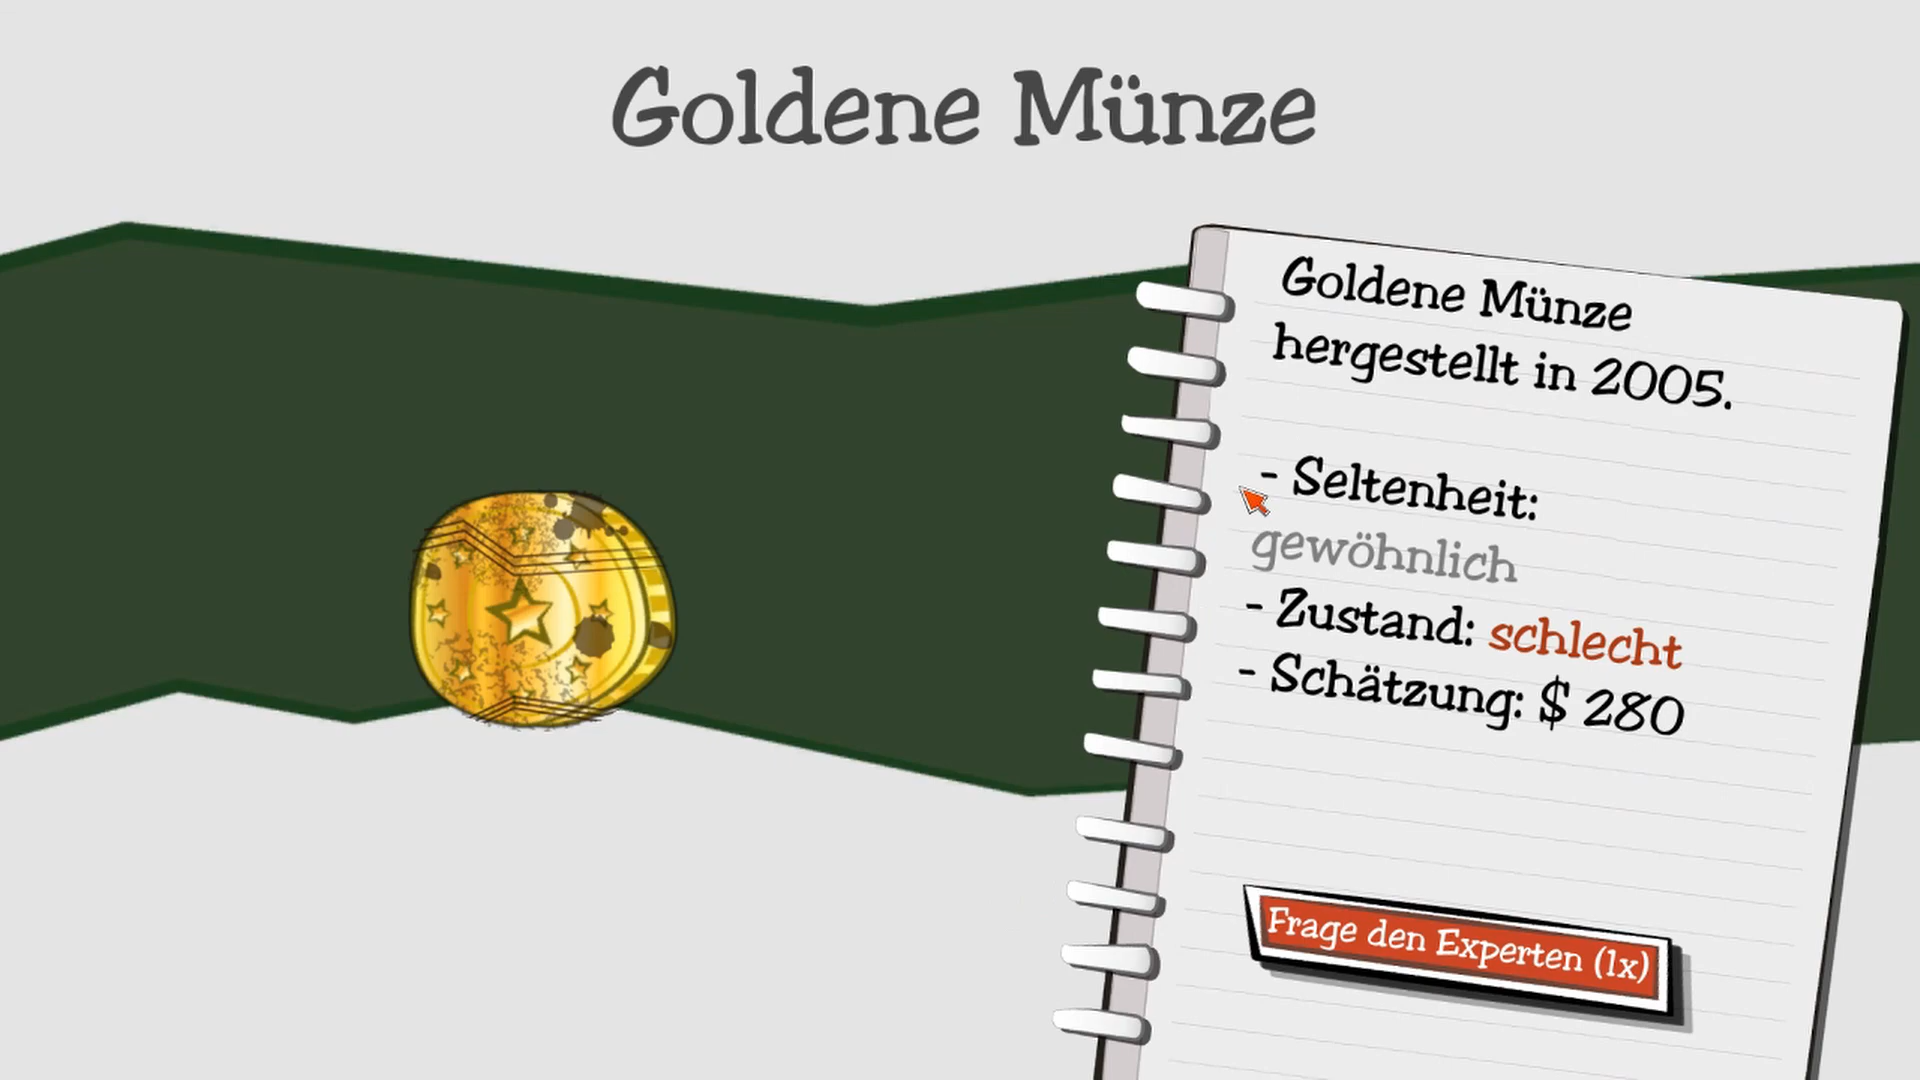 Goldene Münze
Goldene Münze
hergestellt in 2005.
- Seltenheit:
gewöhnlich
- Zustand: schlecht
- Schätzung: $ 280
Frage den Experten (1x)